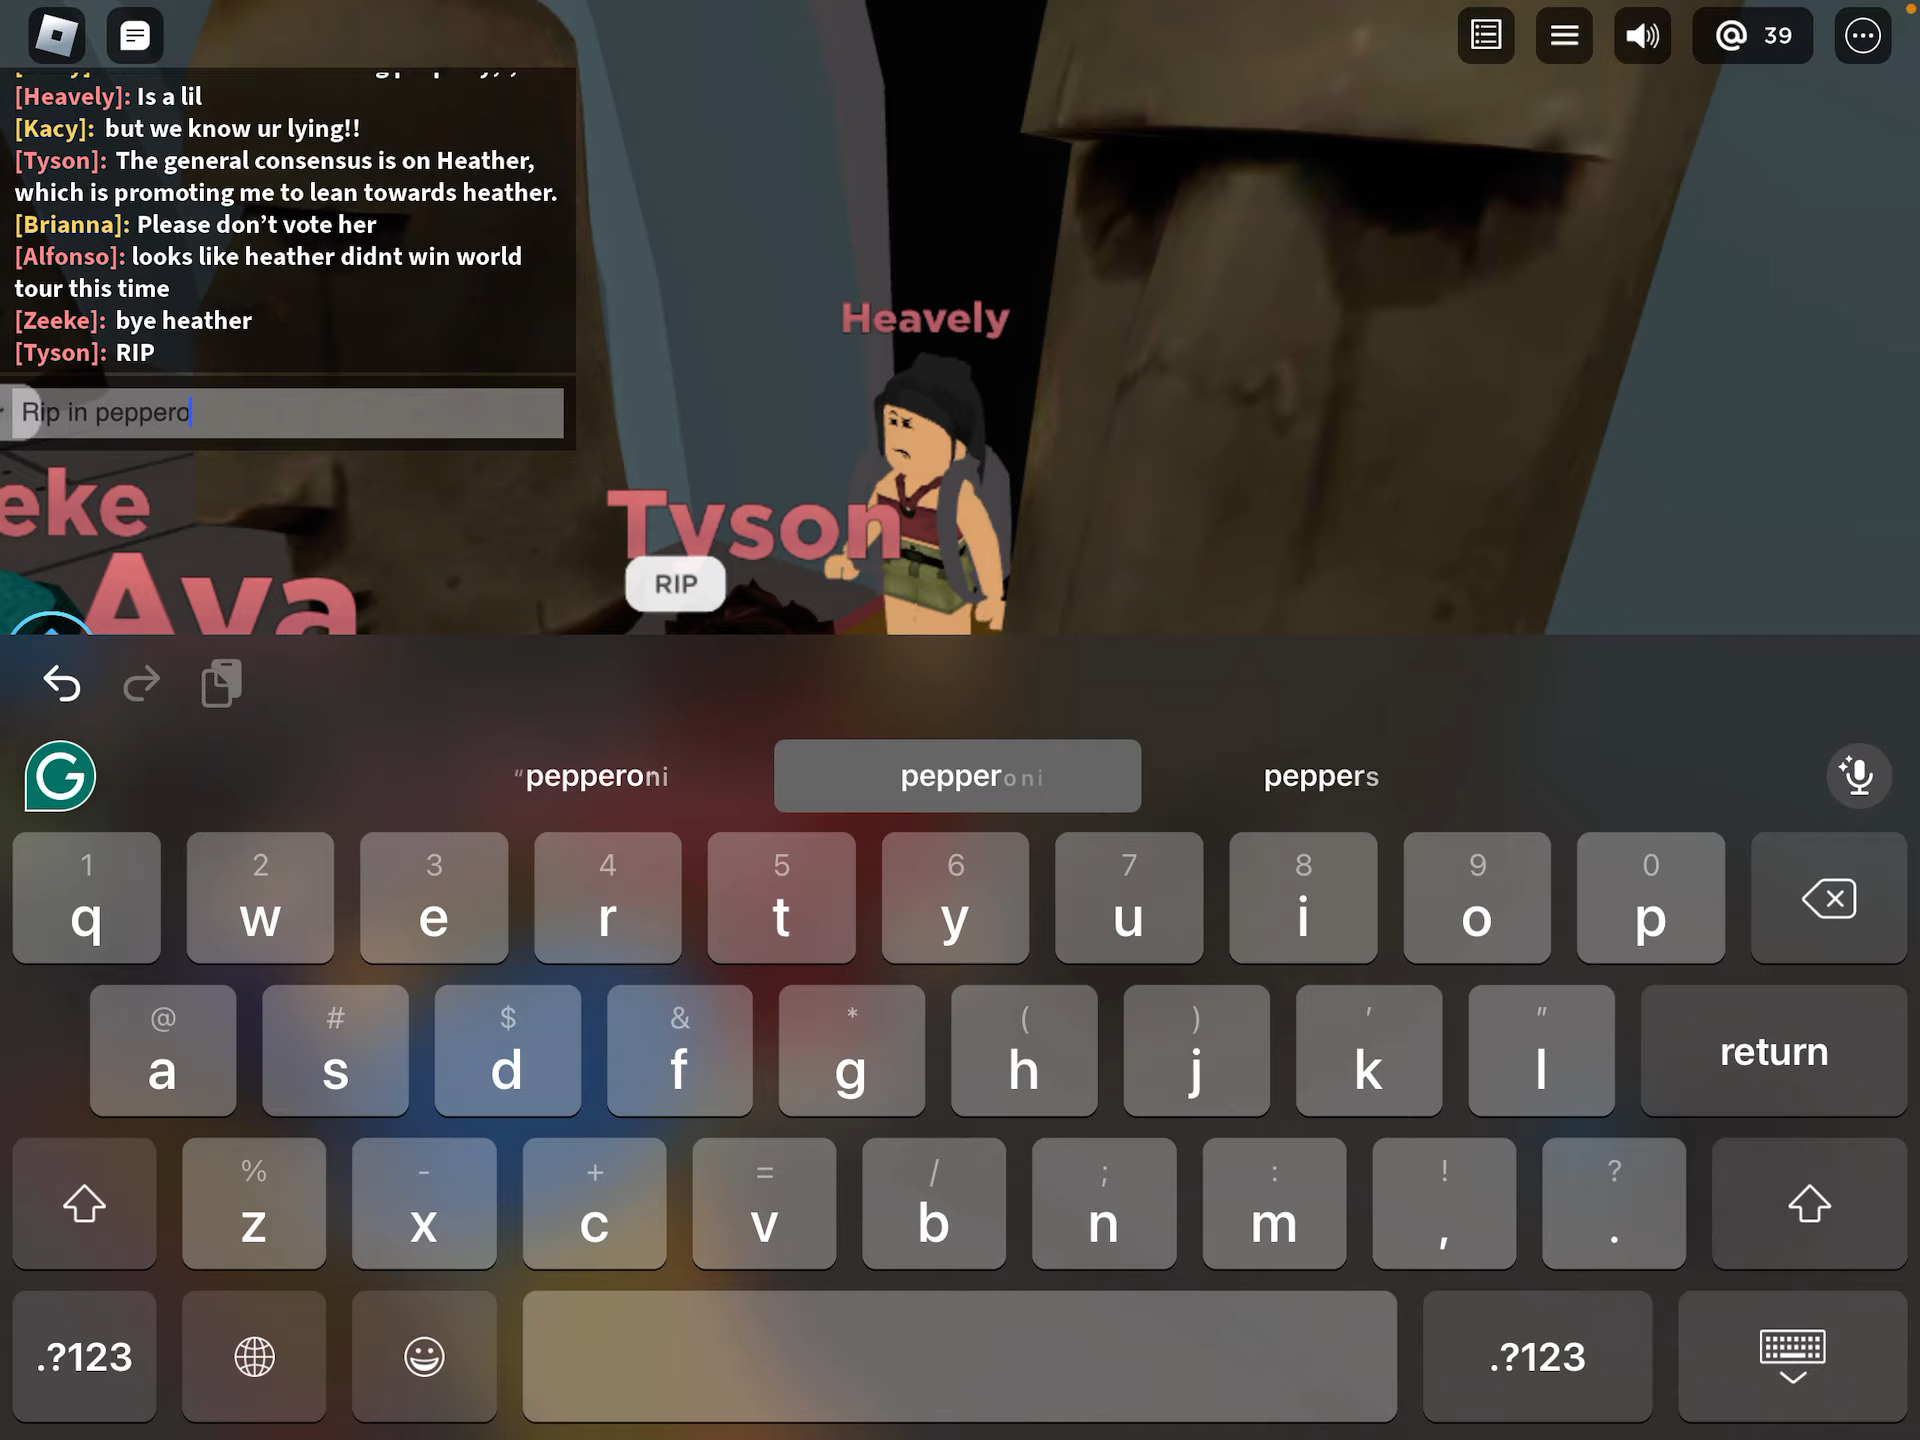 39
[Heavely]: Is a lil
[Kacy]: but we know ur lying!!
[Tyson]: The general consensus is on Heather,
which is promoting me to lean towards heather.
[Brianna]: Please don’t vote her
[Alfonso]: looks like heather didnt win world
tour this time
[Zeeke]: bye heather
[Tyson]: RIP
Rip in peppero
Heavely
eke
Tyson
RIP
Ava
“pepperoni
pepperoni
peppers
1 2 3 4 5 6 7 8 9 0
q w e r t y u i o p
@ # $ & * ( ) ' "
a s d f g h j k l return
% - + = / ; : ! ?
z x c v b n m , .
.?123 .?123